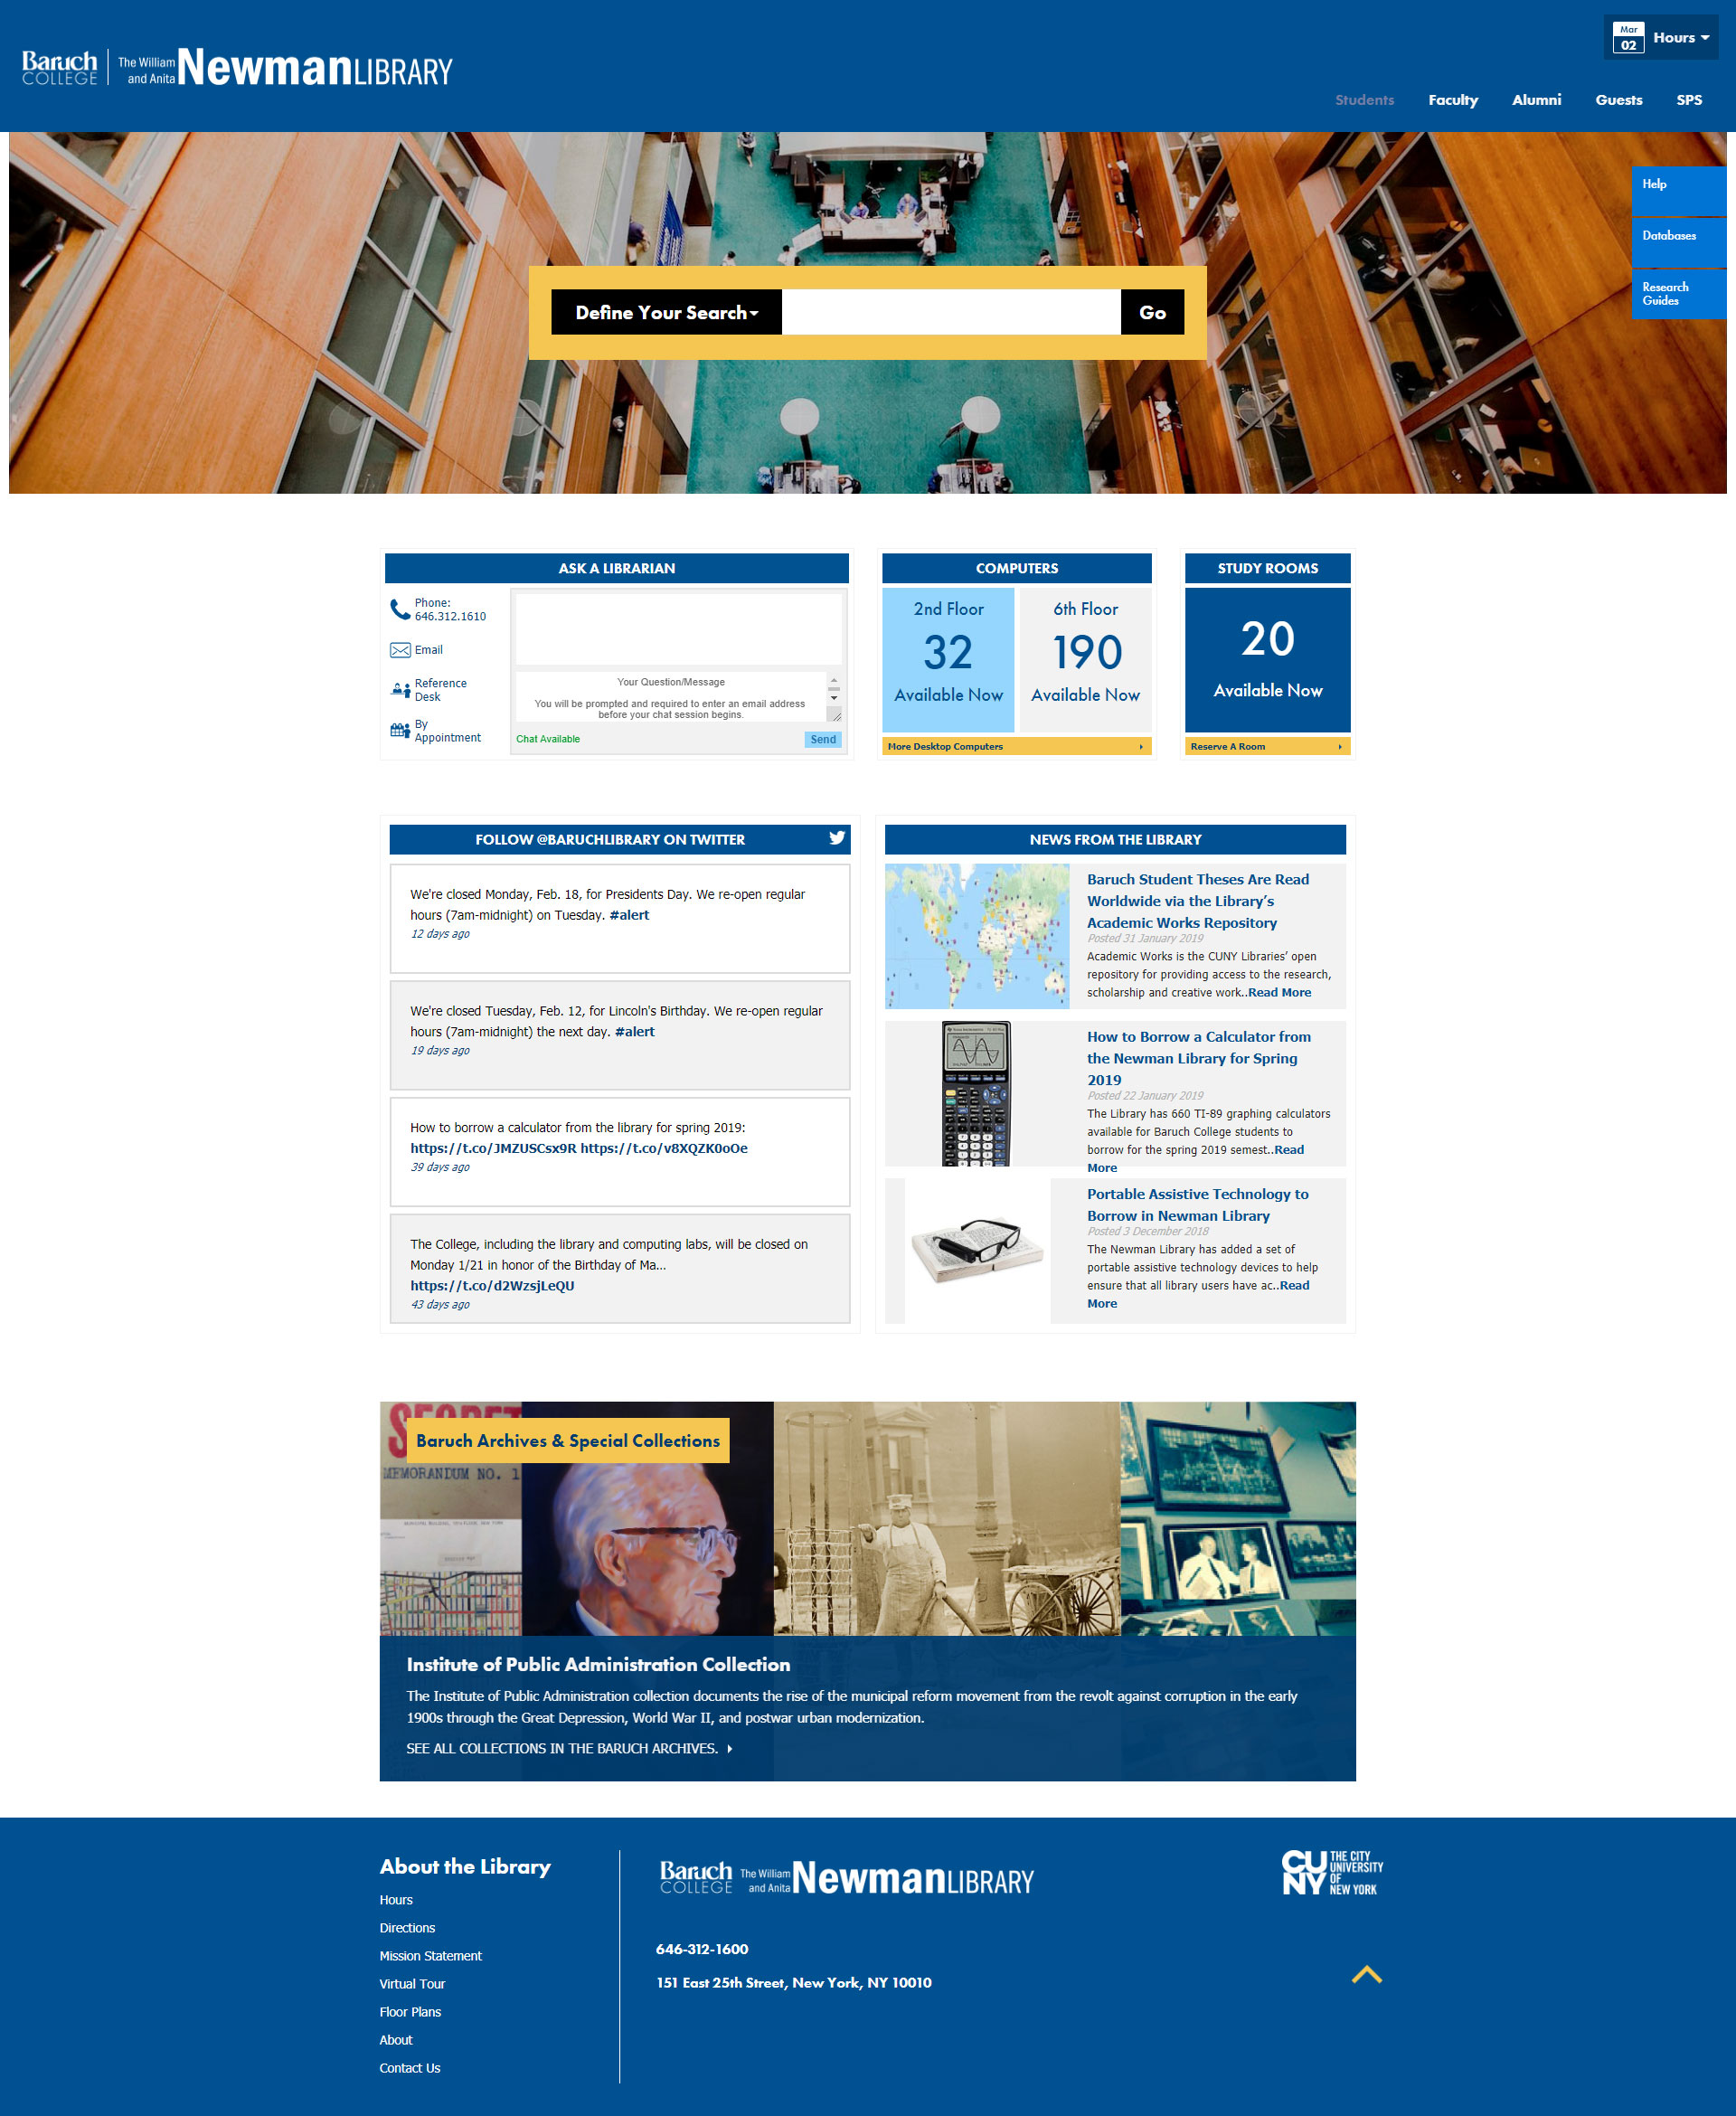 Baruch
COLLEGE
The William
and Anita
Newman LIBRARY
Mar
02
Hours
Students
Faculty
Alumni
Guests
SPS
Help
Databases
Research
Guides
Define Your Search
Go
ASK A LIBRARIAN
Phone:
646.312.1610
Email
Reference
Desk
By
Appointment
Your Question/Message
You will be prompted and required to enter an email address
before your chat session begins.
Chat Available
Send
COMPUTERS
2nd Floor
32
Available Now
6th Floor
190
Available Now
More Desktop Computers
STUDY ROOMS
20
Available Now
Reserve A Room
FOLLOW @BARUCHLIBRARY ON TWITTER
We're closed Monday, Feb. 18, for Presidents Day. We re-open regular
hours (7am-midnight) on Tuesday. #alert
12 days ago
We're closed Tuesday, Feb. 12, for Lincoln's Birthday. We re-open regular
hours (7am-midnight) the next day. #alert
19 days ago
How to borrow a calculator from the library for spring 2019:
https://t.co/JMZUSCsx9R https://t.co/v8XQZK0oOe
39 days ago
The College, including the library and computing labs, will be closed on
Monday 1/21 in honor of the Birthday of Ma...
https://t.co/d2WzsjLeQU
43 days ago
NEWS FROM THE LIBRARY
Baruch Student Theses Are Read
Worldwide via the Library's
Academic Works Repository
Posted 31 January 2019
Academic Works is the CUNY Libraries' open
repository for providing access to the research,
scholarship and creative work..Read More
How to Borrow a Calculator from
the Newman Library for Spring
2019
Posted 22 January 2019
The Library has 660 TI-89 graphing calculators
available for Baruch College students to
borrow for the spring 2019 semest..Read
More
Portable Assistive Technology to
Borrow in Newman Library
Posted 3 December 2018
The Newman Library has added a set of
portable assistive technology devices to help
ensure that all library users have ac..Read
More
SECRET
Baruch Archives & Special Collections
MEMORANDUM NO. 1
Institute of Public Administration Collection
The Institute of Public Administration collection documents the rise of the municipal reform movement from the revolt against corruption in the early
1900s through the Great Depression, World War II, and postwar urban modernization.
SEE ALL COLLECTIONS IN THE BARUCH ARCHIVES.
About the Library
Hours
Directions
Mission Statement
Virtual Tour
Floor Plans
About
Contact Us
Baruch
COLLEGE
The William
and Anita
Newman LIBRARY
646-312-1600
151 East 25th Street, New York, NY 10010
CU
NY
THE CITY
UNIVERSITY
OF
NEW YORK